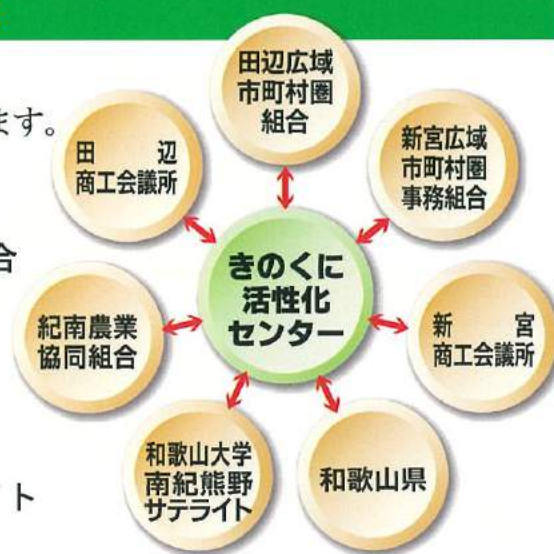 ます。
合
ト
田辺広域
市町村圏
組合
新宮広域
市町村圏
事務組合
新　宮
商工会議所
和歌山県
和歌山大学
南紀熊野
サテライト
紀南農業
協同組合
田　辺
商工会議所
きのくに
活性化
センター